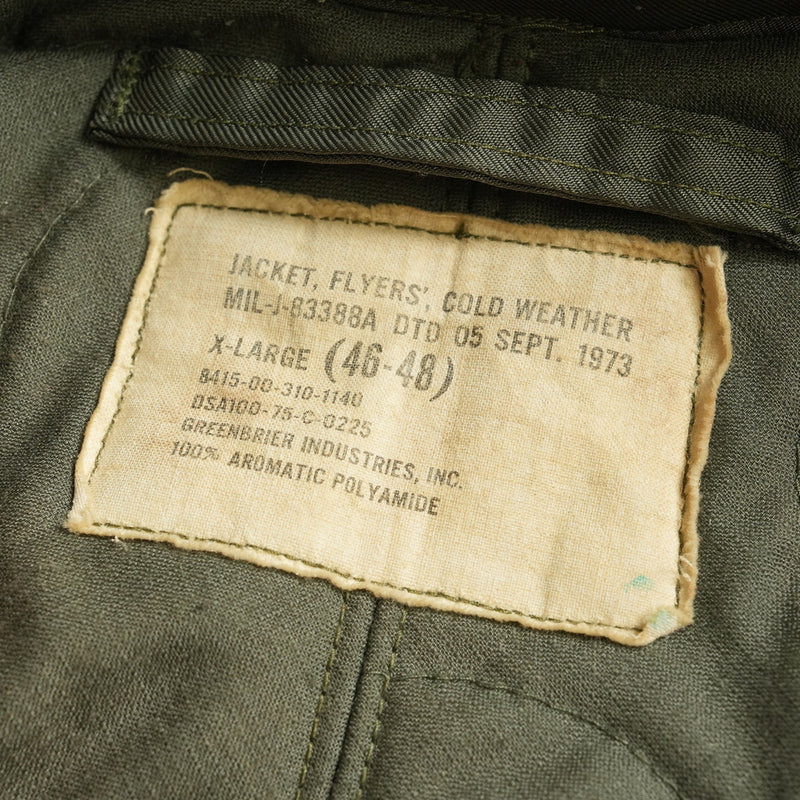 JACKET, FLYERS', COLD WEATHER
MIL-J-83388A DTD 05 SEPT. 1973
X-LARGE (46-48)
8415-00-310-1140
DSA100-75-C-0225
GREENBRIER INDUSTRIES, INC.
100% AROMATIC POLYAMIDE